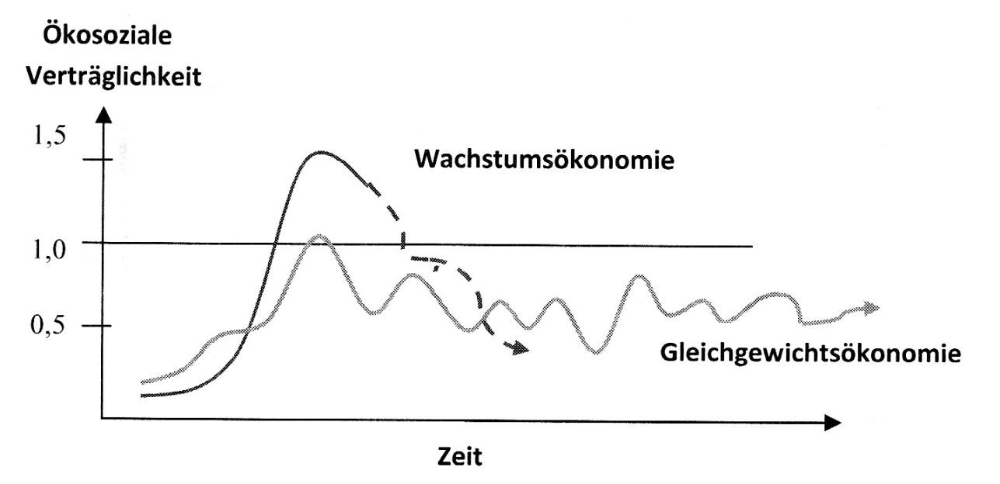 Ökosoziale
Verträglichkeit
1,5
Wachstumsökonomie
1,0
0,5
Gleichgewichtsökonomie
Zeit